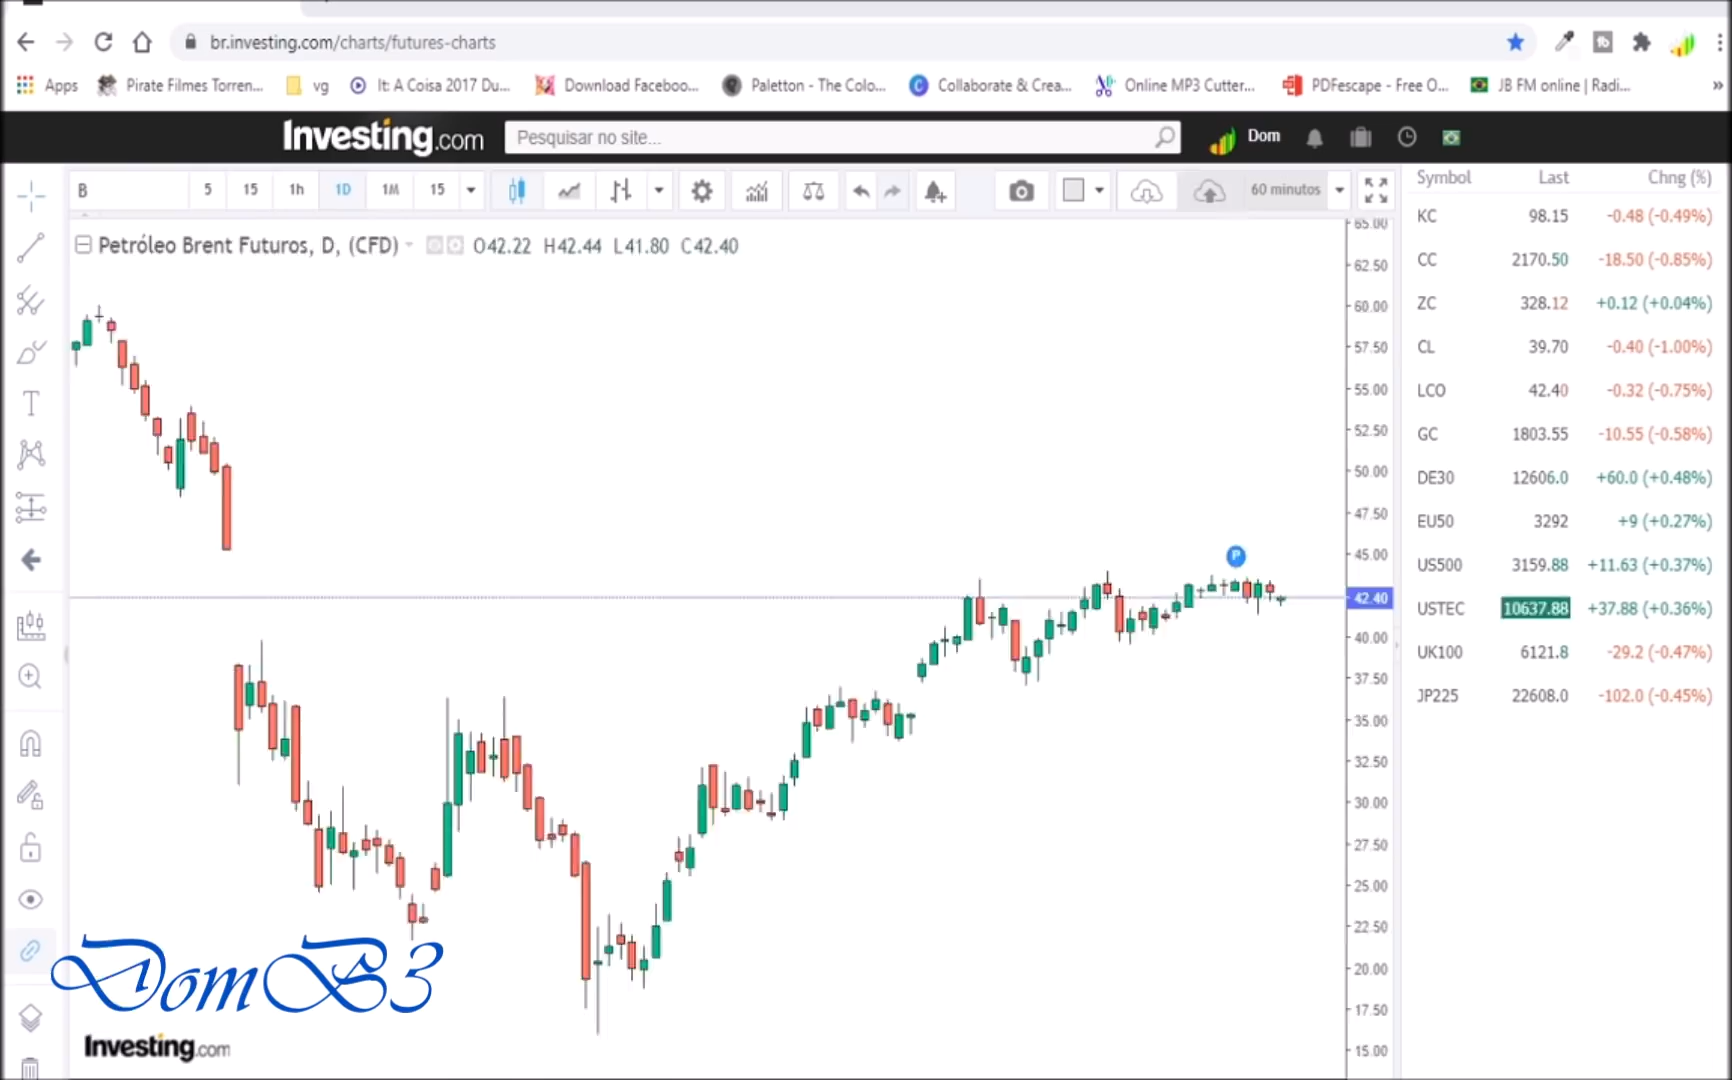 br.investing.com/charts/futures-charts
Apps Pirate Filmes Torren... vg It: A Coisa 2017 Du... Download Faceboo... Paletton - The Colo... Collaborate & Crea... Online MP3 Cutter... PDFescape - Free O... JB FM online | Radi... »
Investing.com Pesquisar no site... Dom
B 5 15 1h 1D 1M 15 60 minutos
Petróleo Brent Futuros, D, (CFD) O42.22 H42.44 L41.80 C42.40
65.00
62.50
60.00
57.50
55.00
52.50
50.00
47.50
45.00
P
42.40
40.00
37.50
35.00
32.50
30.00
27.50
25.00
22.50
20.00
17.50
15.00
Symbol Last Chng (%)
KC 98.15 -0.48 (-0.49%)
CC 2170.50 -18.50 (-0.85%)
ZC 328.12 +0.12 (+0.04%)
CL 39.70 -0.40 (-1.00%)
LCO 42.40 -0.32 (-0.75%)
GC 1803.55 -10.55 (-0.58%)
DE30 12606.0 +60.0 (+0.48%)
EU50 3292 +9 (+0.27%)
US500 3159.88 +11.63 (+0.37%)
USTEC 10637.88 +37.88 (+0.36%)
UK100 6121.8 -29.2 (-0.47%)
JP225 22608.0 -102.0 (-0.45%)
DomB3
Investing.com